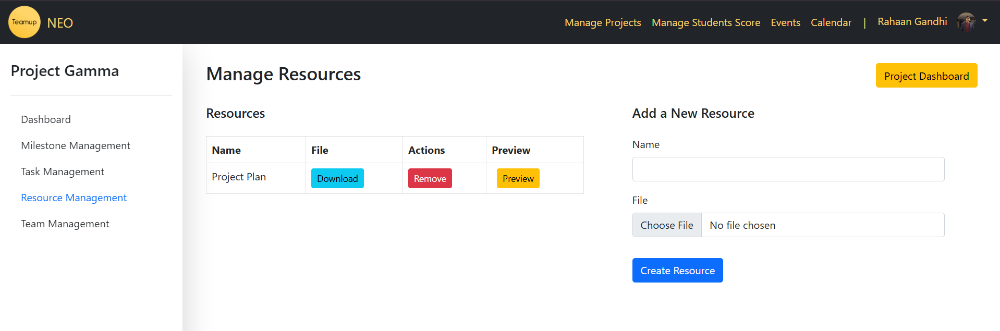 Teamup NEO Manage Projects Manage Students Score Events Calendar | Rahaan Gandhi
Project Gamma
Dashboard
Milestone Management
Task Management
Resource Management
Team Management
Manage Resources
Project Dashboard
Resources
Name File Actions Preview
Project Plan Download Remove Preview
Add a New Resource
Name
File
Choose File No file chosen
Create Resource